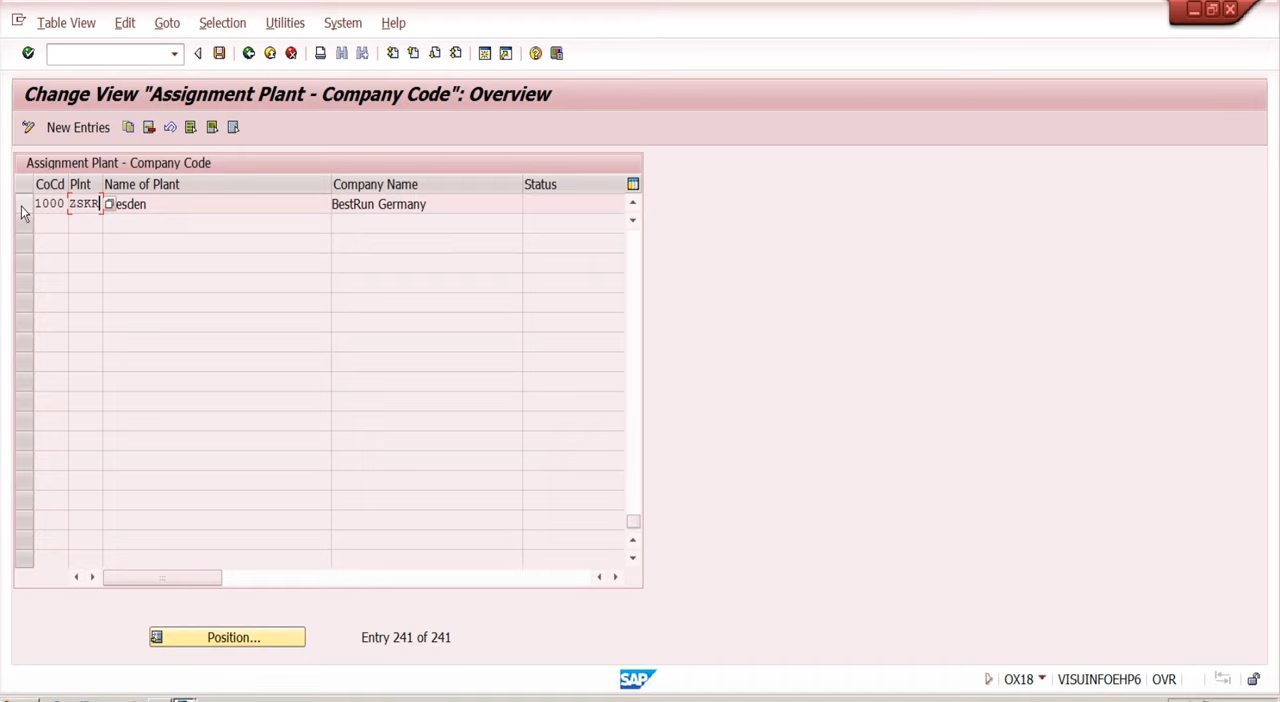 Table View Edit Goto Selection Utilities System Help
Change View "Assignment Plant - Company Code": Overview
New Entries
Assignment Plant - Company Code
CoCd Plnt Name of Plant Company Name Status
1000 ZSKR esden BestRun Germany
Position... Entry 241 of 241
SAP OX18 VISUINFOEHP6 OVR